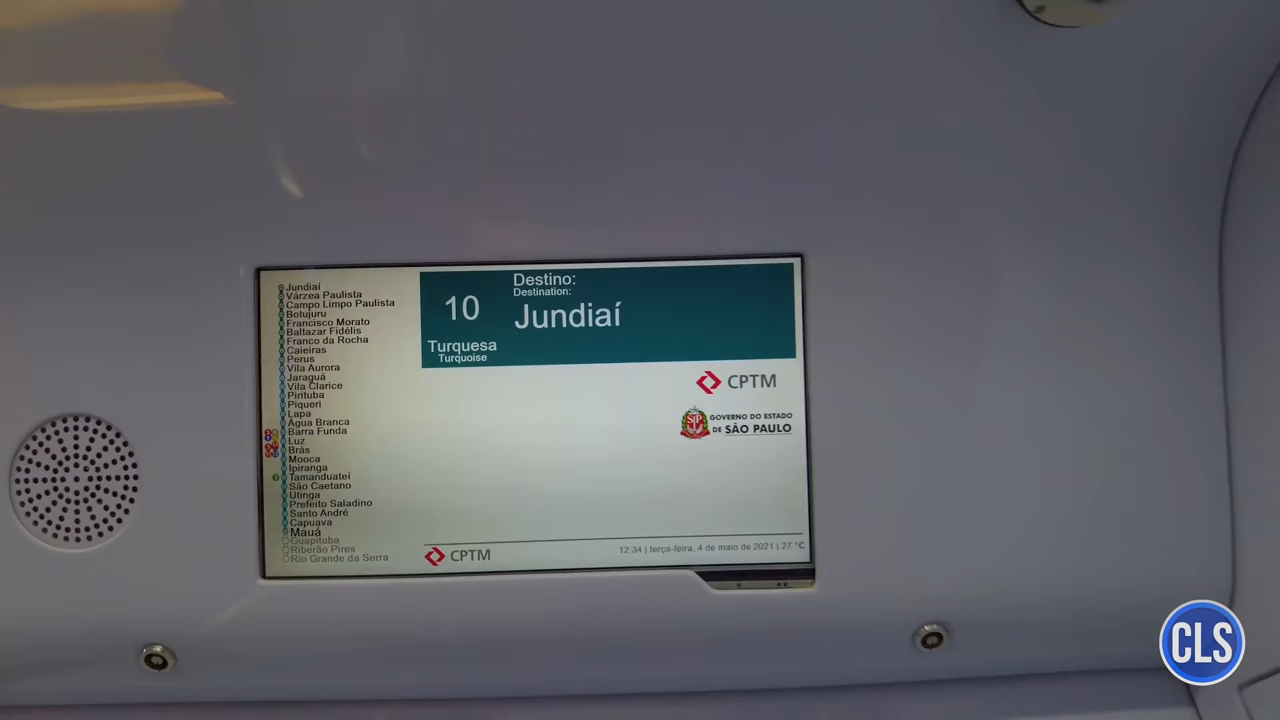 Jundiaí
Várzea Paulista
Campo Limpo Paulista
Botujuru
Francisco Morato
Baltazar Fidélis
Franco da Rocha
Caieiras
Perus
Vila Aurora
Jaraguá
Vila Clarice
Pirituba
Piqueri
Lapa
Água Branca
Barra Funda
Luz
Brás
Mooca
Ipiranga
Tamanduateí
São Caetano
Utinga
Prefeito Saladino
Santo André
Capuava
Mauá
Guapituba
Riberão Pires
Rio Grande da Serra
10
Turquesa
Turquoise
Destino:
Destination:
Jundiaí
CPTM
SP
GOVERNO DO ESTADO
DE SÃO PAULO
CPTM
12:34 | terça-feira, 4 de maio de 2021 | 27 °C
CLS